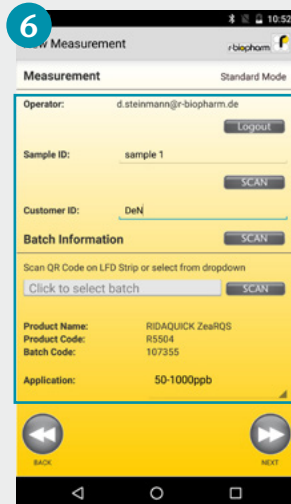 6
10:52
New Measurement
r-biopharm
Measurement Standard Mode
Operator: d.steinmann@r-biopharm.de
Logout
Sample ID: sample 1
SCAN
Customer ID: DeN
Batch Information SCAN
Scan QR Code on LFD Strip or select from dropdown
Click to select batch SCAN
Product Name: RIDAQUICK ZeaRQS
Product Code: R5504
Batch Code: 107355
Application: 50-1000ppb
BACK NEXT